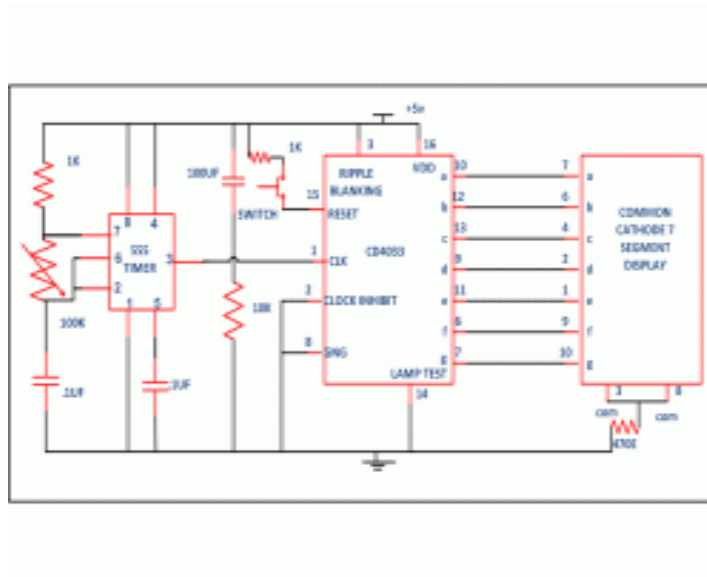 +5v
1K
100UF
1K
3
16
RIPPLE
BLANKING
VDD
10
a
7
a
15
RESET
SWITCH
12
b
6
b
COMMON
CATHODE 7
SEGMENT
DISPLAY
8
4
7
555
TIMER
6
3
2
1
5
13
c
4
c
1
CLK
CD4033
9
d
2
d
100K
10K
2
CLOCK INHIBIT
11
e
1
e
6
f
9
f
8
GNG
7
g
10
g
LAMP TEST
.1UF
.1UF
14
3
8
com
com
470E